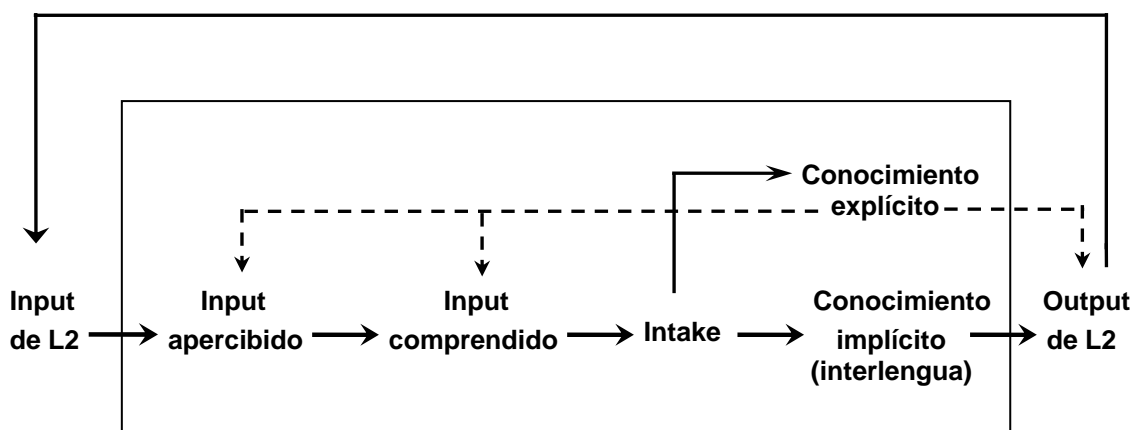 Conocimiento
explícito
Input
de L2
Input
apercibido
Input
comprendido
Intake
Conocimiento
implícito
(interlengua)
Output
de L2